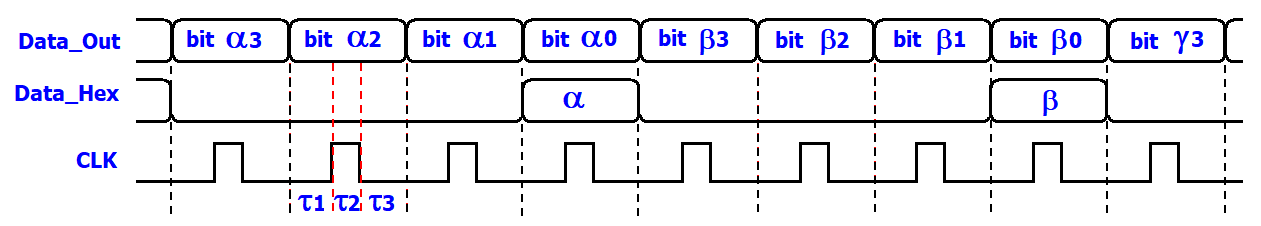 Data_Out bit α3 bit α2 bit α1 bit α0 bit β3 bit β2 bit β1 bit β0 bit γ3
Data_Hex α β
CLK
τ1 τ2 τ3